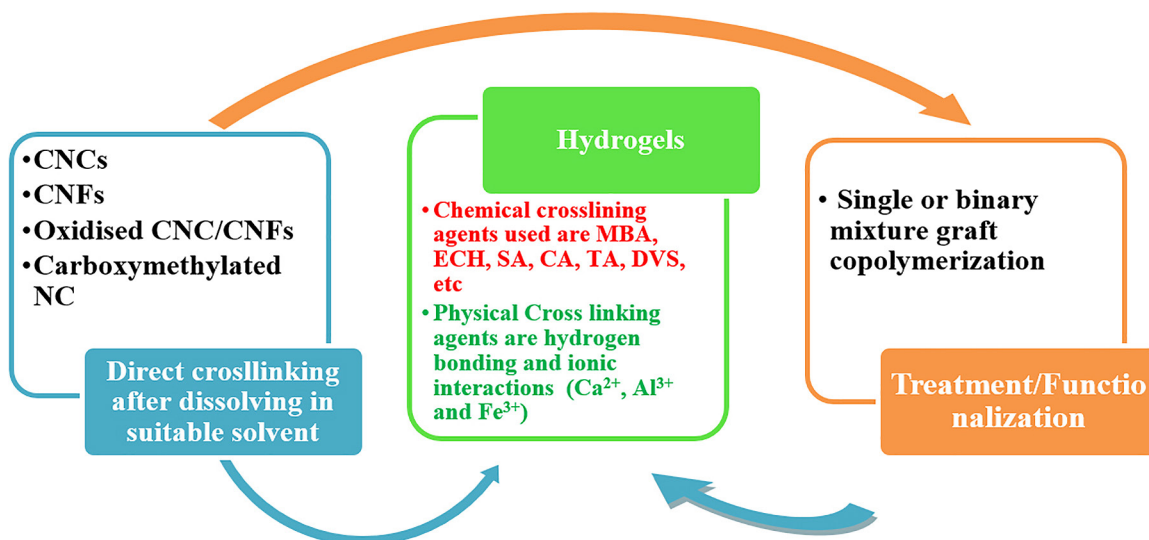 •CNCs
•CNFs
•Oxidised CNC/CNFs
•Carboxymethylated
NC
Direct crosllinking
after dissolving in
suitable solvent
Hydrogels
•Chemical crosslining
agents used are MBA,
ECH, SA, CA, TA, DVS,
etc
•Physical Cross linking
agents are hydrogen
bonding and ionic
interactions (Ca²⁺, Al³⁺
and Fe³⁺)
• Single or binary
mixture graft
copolymerization
Treatment/Functio
nalization